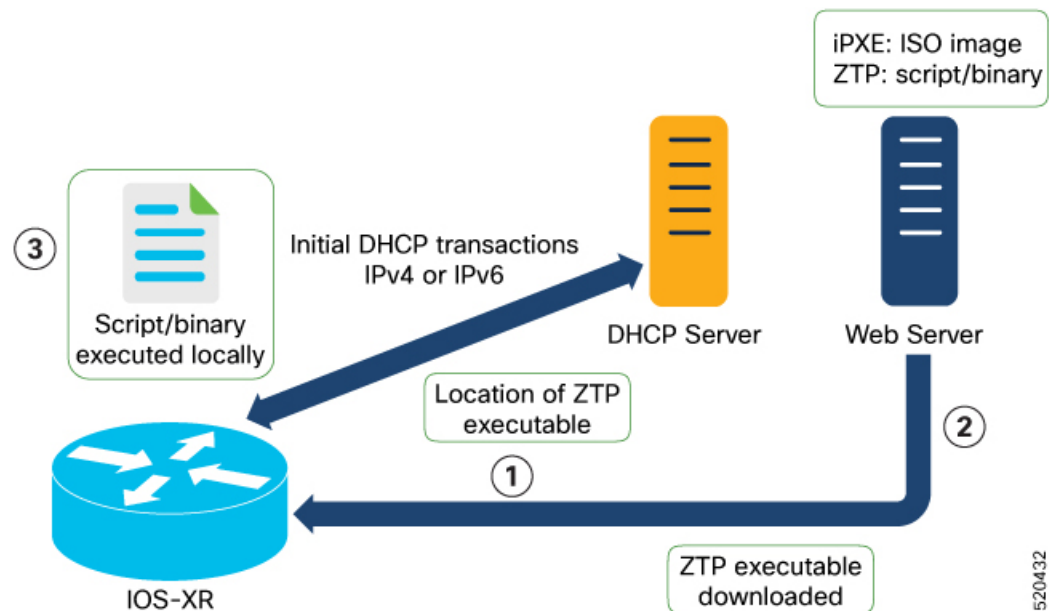 iPXE: ISO image
ZTP: script/binary
3
Script/binary
executed locally
Initial DHCP transactions
IPv4 or IPv6
DHCP Server
Web Server
Location of ZTP
executable
1
2
ZTP executable
downloaded
IOS-XR
520432